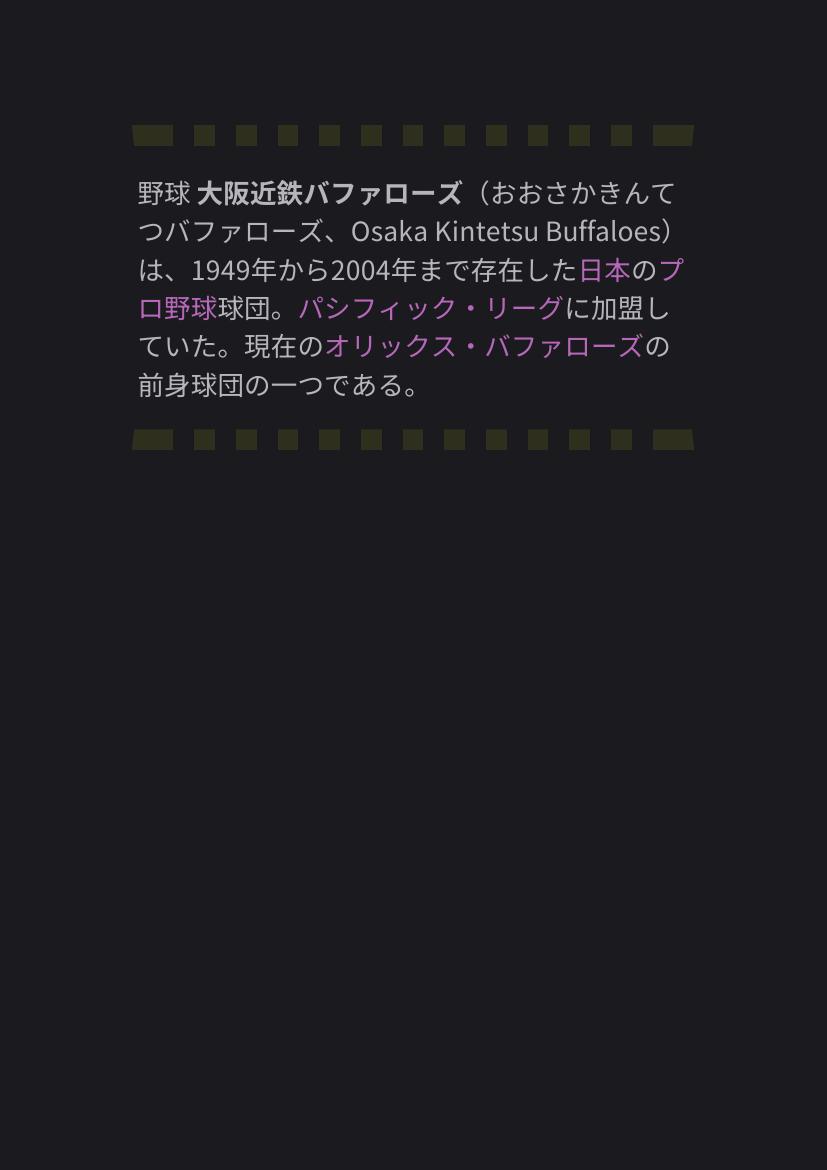 野球 大阪近鉄バファローズ（おおさかきんて
つバファローズ、Osaka Kintetsu Buffaloes）
は、1949年から2004年まで存在した日本のプ
ロ野球球団。パシフィック・リーグに加盟し
ていた。現在のオリックス・バファローズの
前身球団の一つである。